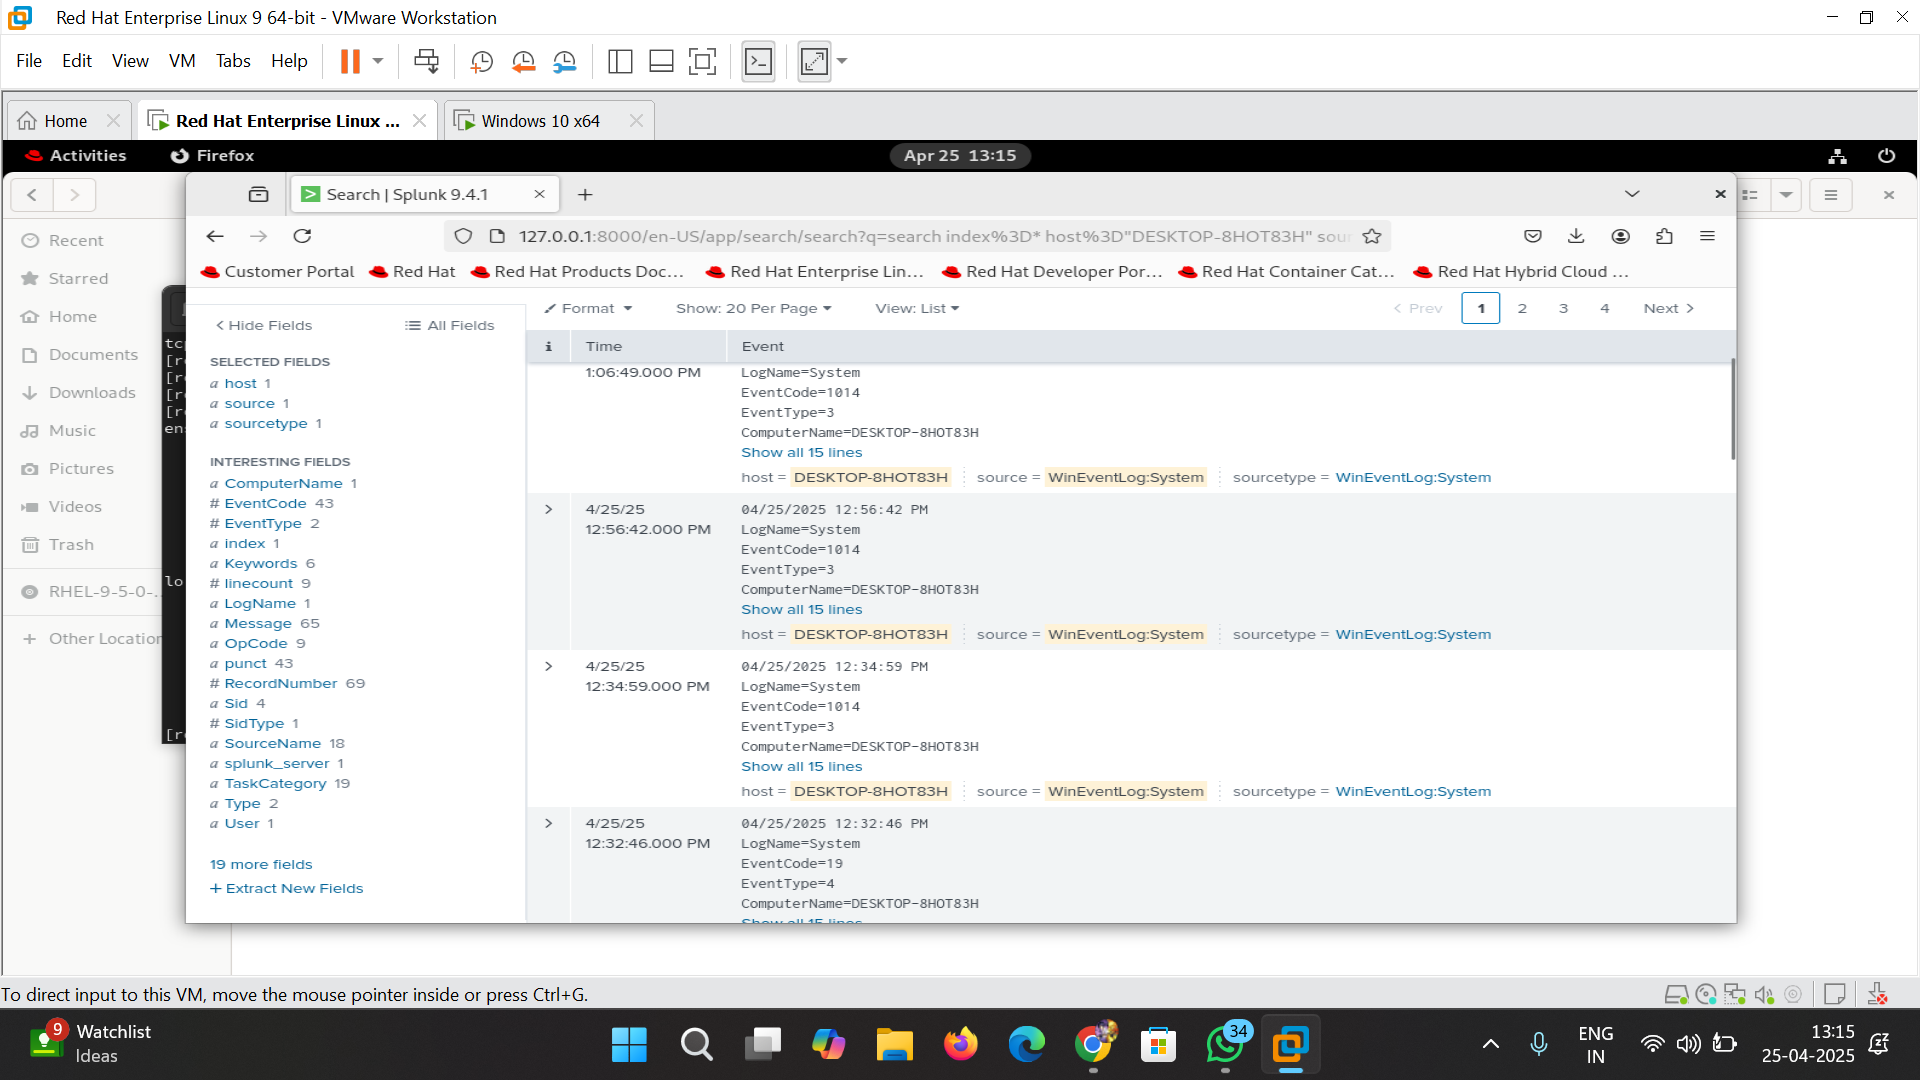 Red Hat Enterprise Linux 9 64-bit - VMware Workstation
File Edit View VM Tabs Help
Home
Red Hat Enterprise Linux ...
Windows 10 x64
Activities Firefox Apr 25 13:15
Search | Splunk 9.4.1
127.0.0.1:8000/en-US/app/search/search?q=search index%3D* host%3D"DESKTOP-8HOT83H" sour
Customer Portal Red Hat Red Hat Products Doc... Red Hat Enterprise Lin... Red Hat Developer Por... Red Hat Container Cat... Red Hat Hybrid Cloud ...
Recent
Starred
Home
Documents
Downloads
Music
Pictures
Videos
Trash
RHEL-9-5-0-...
+ Other Location
tcp
[r
[r
[r
[r
en
lo
[r
Hide Fields All Fields
SELECTED FIELDS
a host 1
a source 1
a sourcetype 1
INTERESTING FIELDS
a ComputerName 1
# EventCode 43
# EventType 2
a index 1
a Keywords 6
# linecount 9
a LogName 1
a Message 65
a OpCode 9
a punct 43
# RecordNumber 69
a Sid 4
# SidType 1
a SourceName 18
a splunk_server 1
a TaskCategory 19
a Type 2
a User 1
19 more fields
+ Extract New Fields
Format Show: 20 Per Page View: List < Prev 1 2 3 4 Next >
i Time Event
1:06:49.000 PM
LogName=System
EventCode=1014
EventType=3
ComputerName=DESKTOP-8HOT83H
Show all 15 lines
host = DESKTOP-8HOT83H source = WinEventLog:System sourcetype = WinEventLog:System
> 4/25/25
12:56:42.000 PM
04/25/2025 12:56:42 PM
LogName=System
EventCode=1014
EventType=3
ComputerName=DESKTOP-8HOT83H
Show all 15 lines
host = DESKTOP-8HOT83H source = WinEventLog:System sourcetype = WinEventLog:System
> 4/25/25
12:34:59.000 PM
04/25/2025 12:34:59 PM
LogName=System
EventCode=1014
EventType=3
ComputerName=DESKTOP-8HOT83H
Show all 15 lines
host = DESKTOP-8HOT83H source = WinEventLog:System sourcetype = WinEventLog:System
> 4/25/25
12:32:46.000 PM
04/25/2025 12:32:46 PM
LogName=System
EventCode=19
EventType=4
ComputerName=DESKTOP-8HOT83H
Show all 15 lines
To direct input to this VM, move the mouse pointer inside or press Ctrl+G.
9
Watchlist
Ideas
34
ENG
IN
13:15
25-04-2025